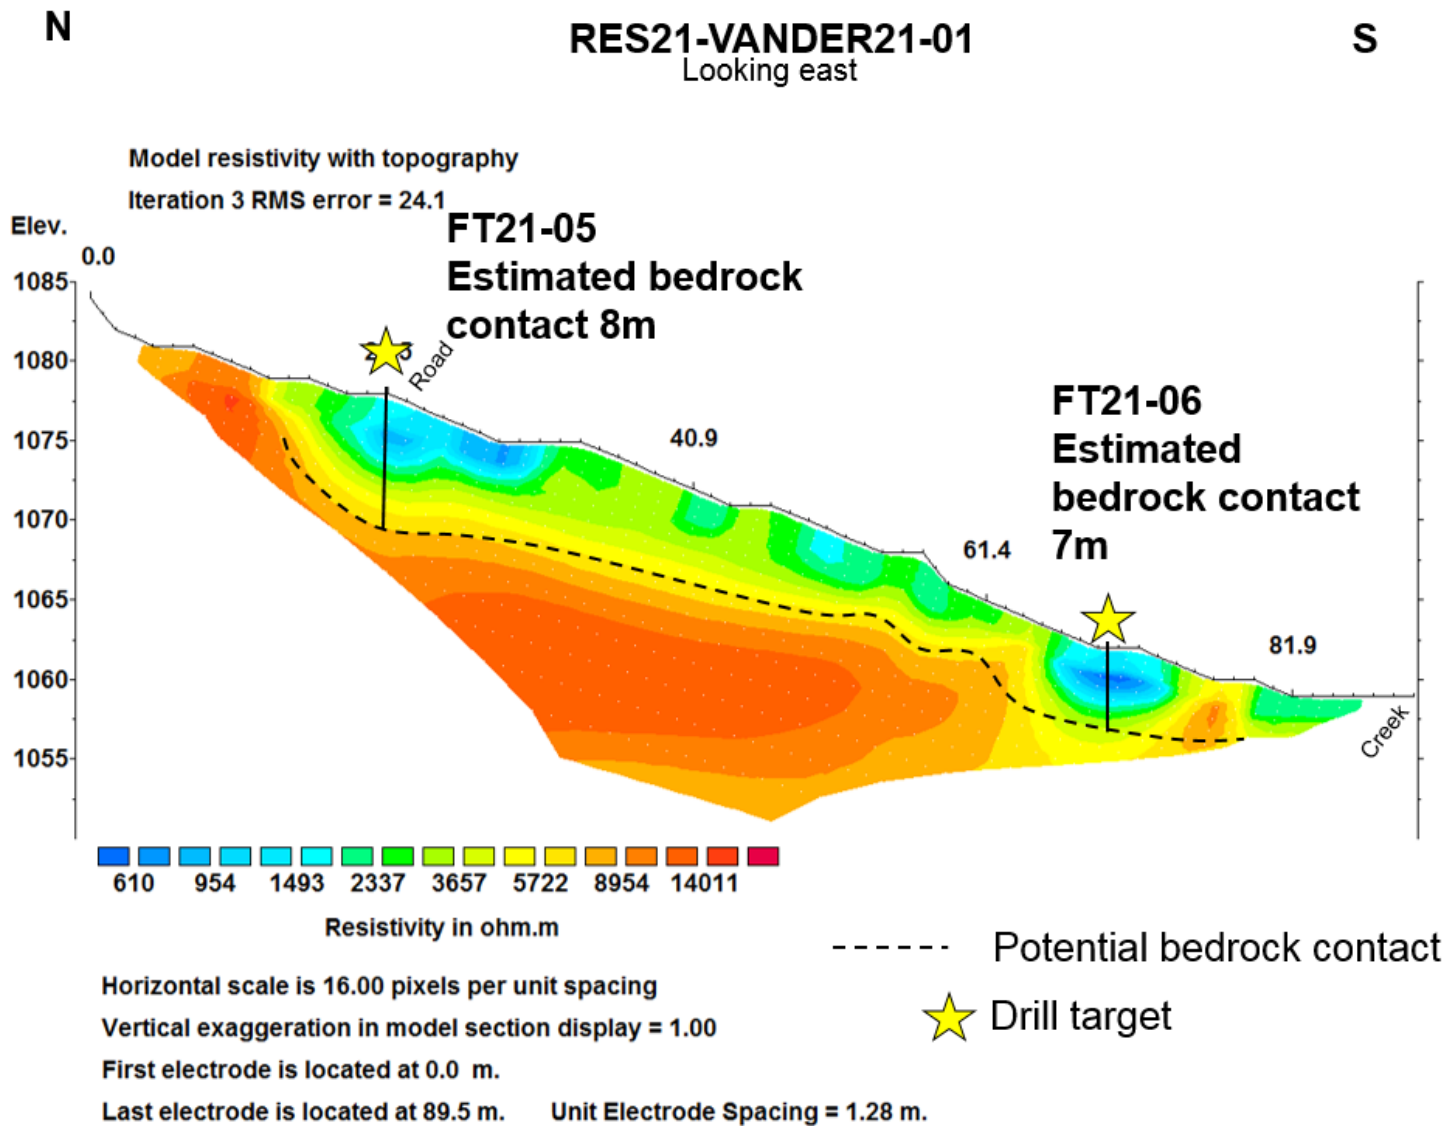 N
RES21-VANDER21-01
S
Looking east
Model resistivity with topography
Iteration 3 RMS error = 24.1
Elev.
0.0
FT21-05
Estimated bedrock
contact 8m
Road
40.9
FT21-06
Estimated
bedrock contact
7m
61.4
81.9
Creek
1085
1080
1075
1070
1065
1060
1055
610 954 1493 2337 3657 5722 8954 14011
Resistivity in ohm.m
Potential bedrock contact
Drill target
Horizontal scale is 16.00 pixels per unit spacing
Vertical exaggeration in model section display = 1.00
First electrode is located at 0.0 m.
Last electrode is located at 89.5 m. Unit Electrode Spacing = 1.28 m.